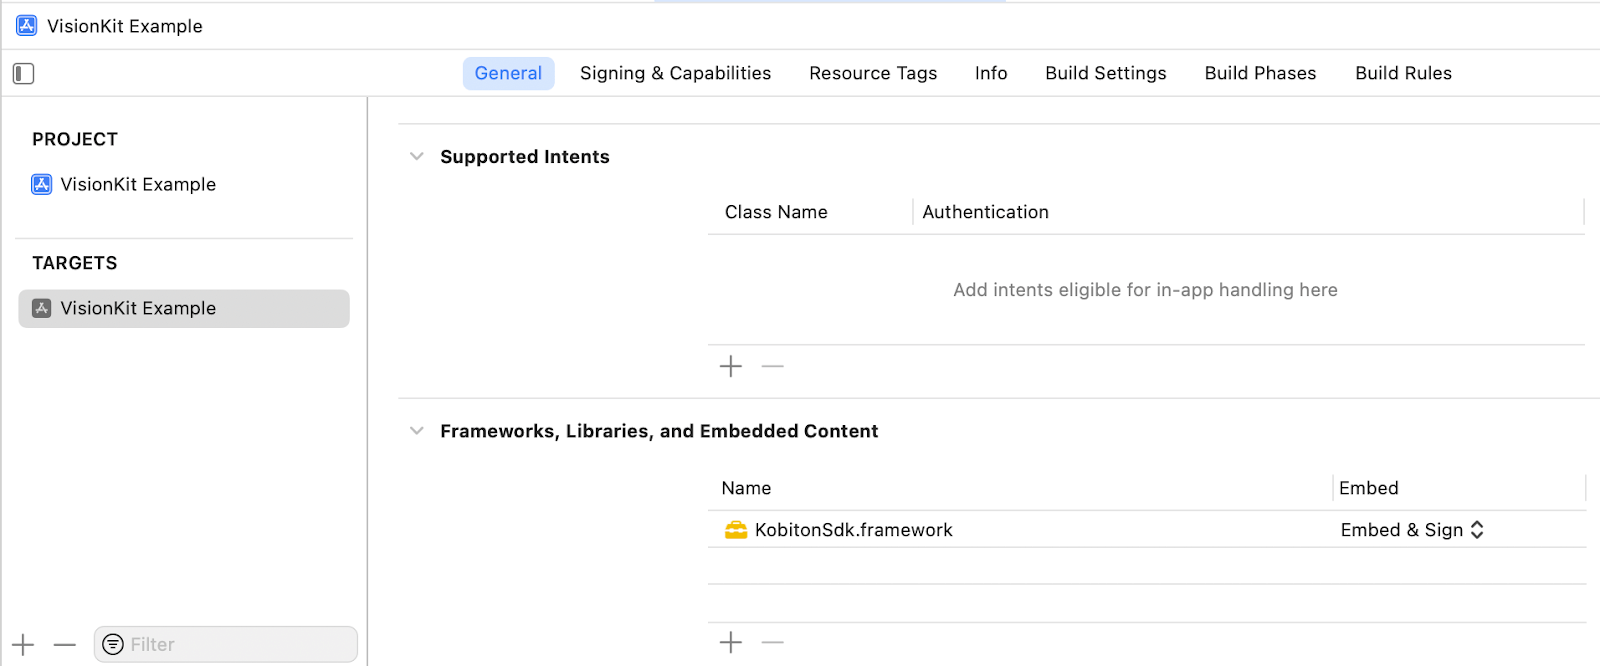 VisionKit Example
General Signing & Capabilities Resource Tags Info Build Settings Build Phases Build Rules
PROJECT
VisionKit Example
TARGETS
VisionKit Example
Filter
Supported Intents
Class Name Authentication
Add intents eligible for in-app handling here
Frameworks, Libraries, and Embedded Content
Name Embed
KobitonSdk.framework Embed & Sign